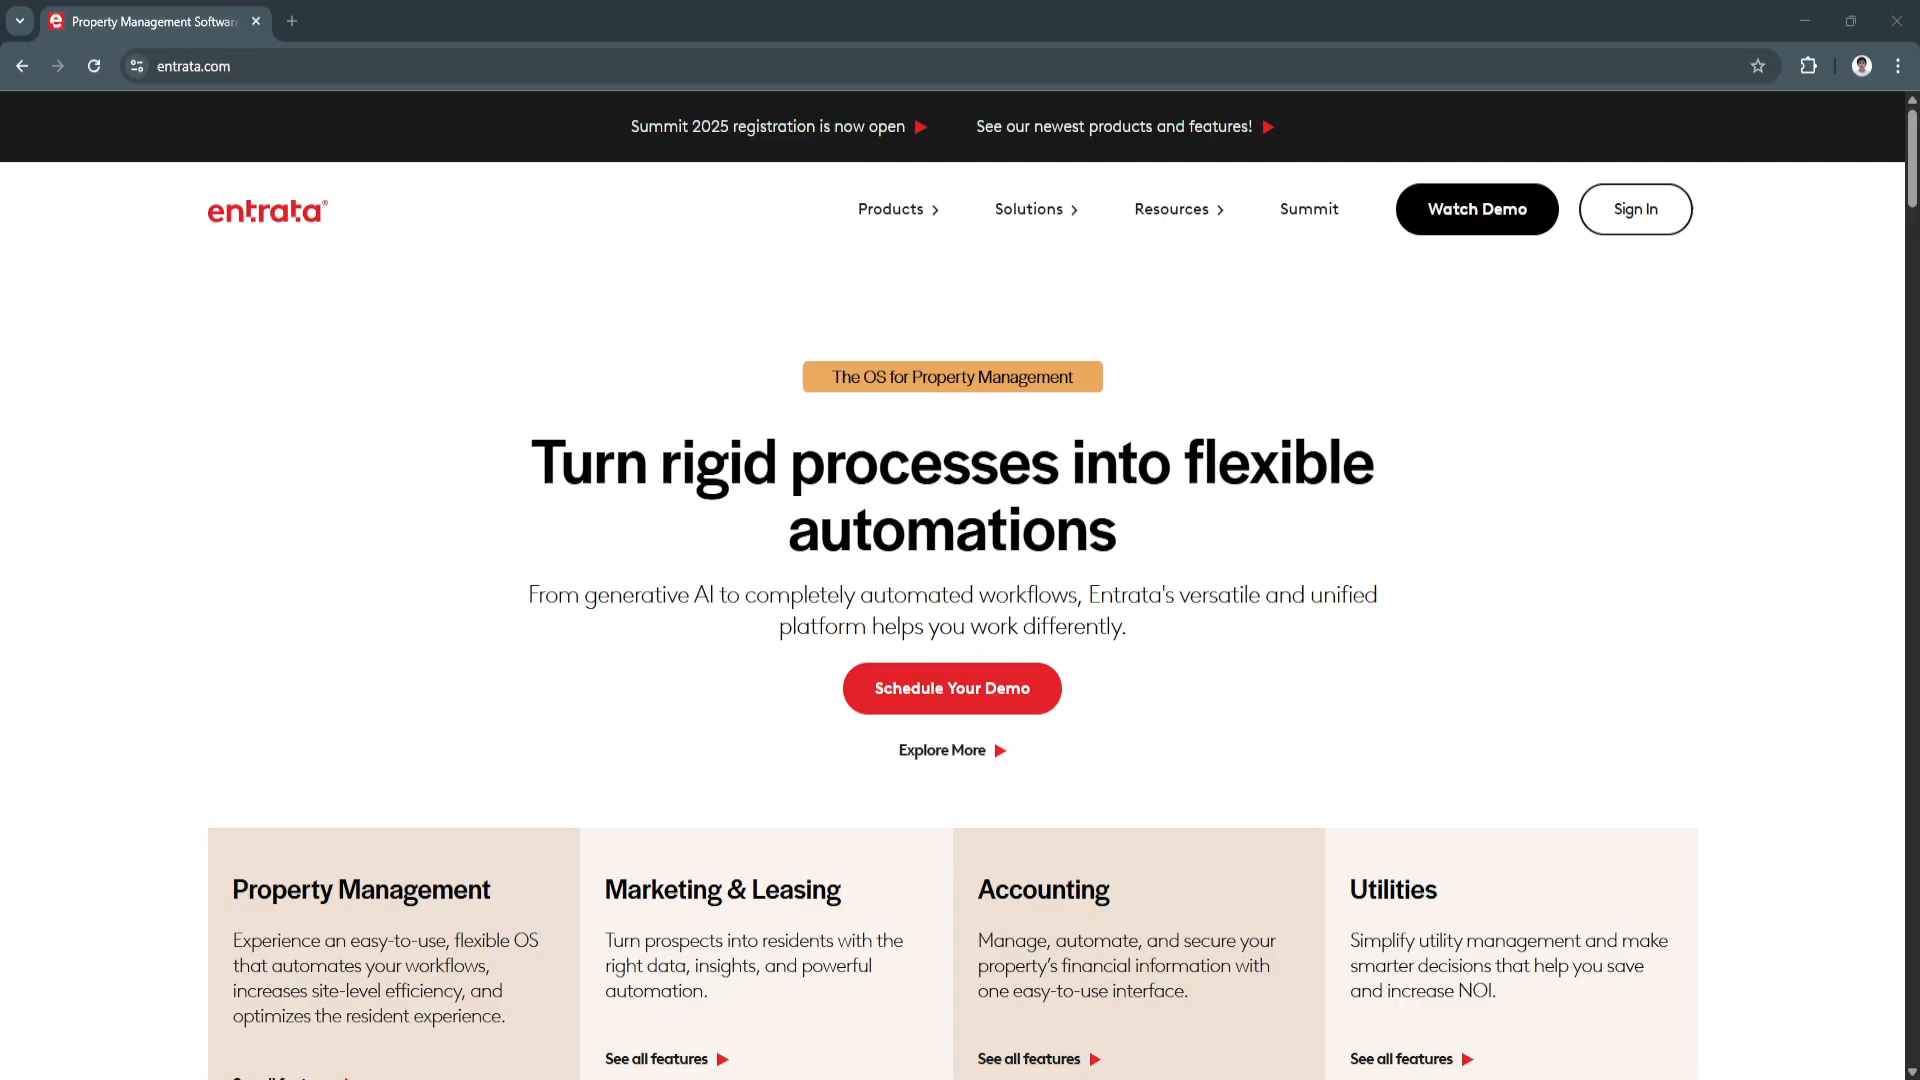 Property Management Softwar
entrata.com
Summit 2025 registration is now open
See our newest products and features!
entrata®
Products
Solutions
Resources
Summit
Watch Demo
Sign In
The OS for Property Management
Turn rigid processes into flexible
automations
From generative AI to completely automated workflows, Entrata's versatile and unified
platform helps you work differently.
Schedule Your Demo
Explore More
Property Management
Experience an easy-to-use, flexible OS
that automates your workflows,
increases site-level efficiency, and
optimizes the resident experience.
Marketing & Leasing
Turn prospects into residents with the
right data, insights, and powerful
automation.
See all features
Accounting
Manage, automate, and secure your
property’s financial information with
one easy-to-use interface.
See all features
Utilities
Simplify utility management and make
smarter decisions that help you save
and increase NOI.
See all features